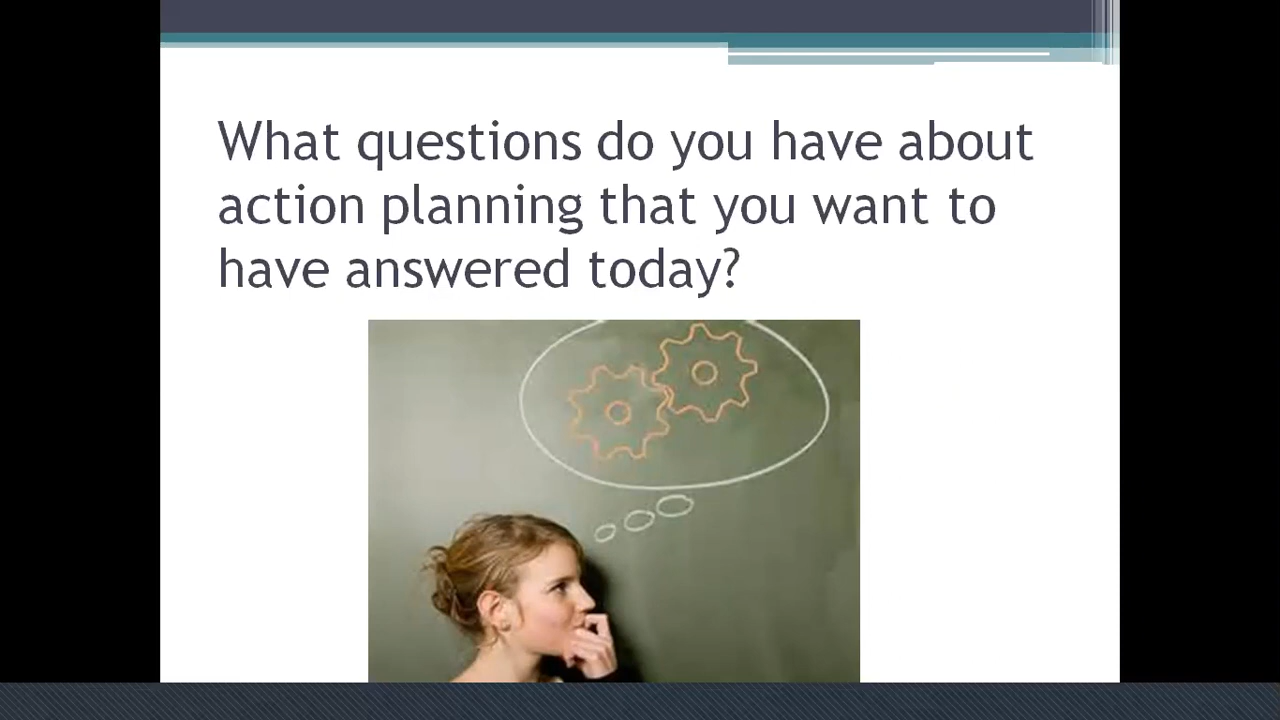 What questions do you have about
action planning that you want to
have answered today?